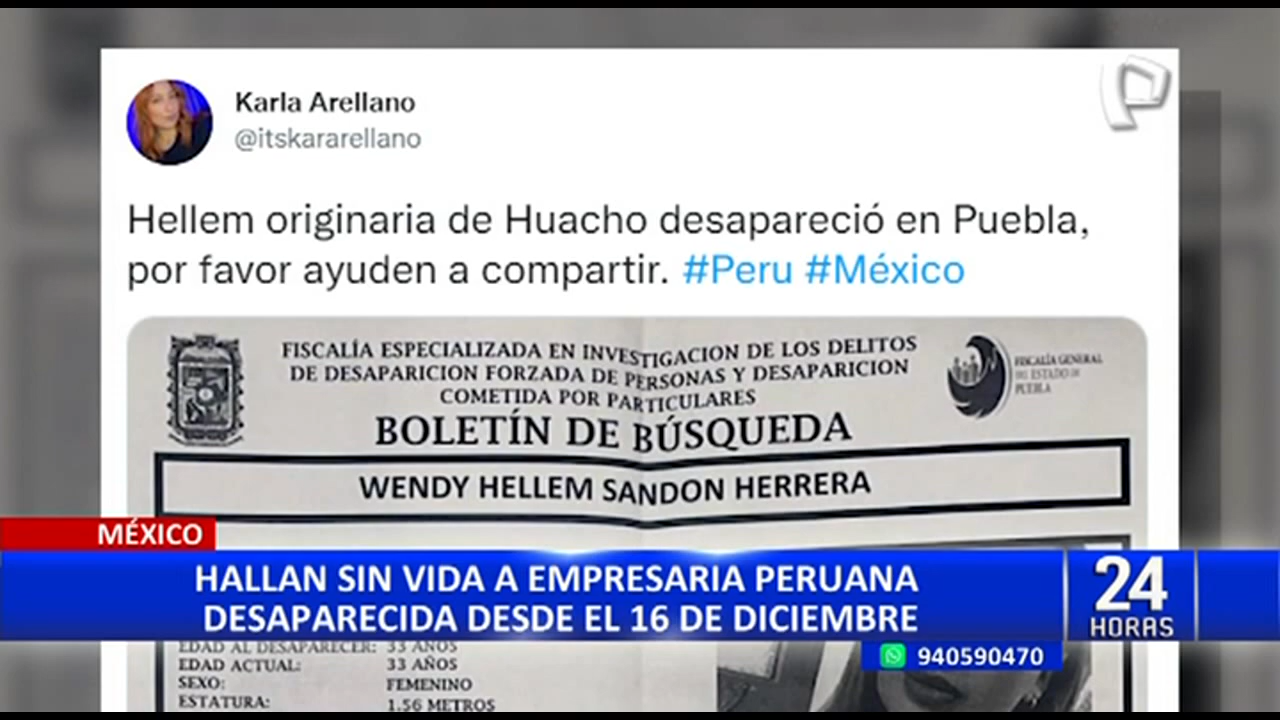 Karla Arellano
@itskararellano
Hellem originaria de Huacho desapareció en Puebla,
por favor ayuden a compartir. #Peru #México
FISCALÍA ESPECIALIZADA EN INVESTIGACION DE LOS DELITOS
DE DESAPARICION FORZADA DE PERSONAS Y DESAPARICION
COMETIDA POR PARTICULARES
BOLETÍN DE BÚSQUEDA
FISCALÍA GENERAL
DEL ESTADO DE
PUEBLA
WENDY HELLEM SANDON HERRERA
MÉXICO
HALLAN SIN VIDA A EMPRESARIA PERUANA
DESAPARECIDA DESDE EL 16 DE DICIEMBRE
24
HORAS
940590470
EDAD AL DESAPARECER: 33 AÑOS
EDAD ACTUAL: 33 AÑOS
SEXO: FEMENINO
ESTATURA: 1.56 METROS